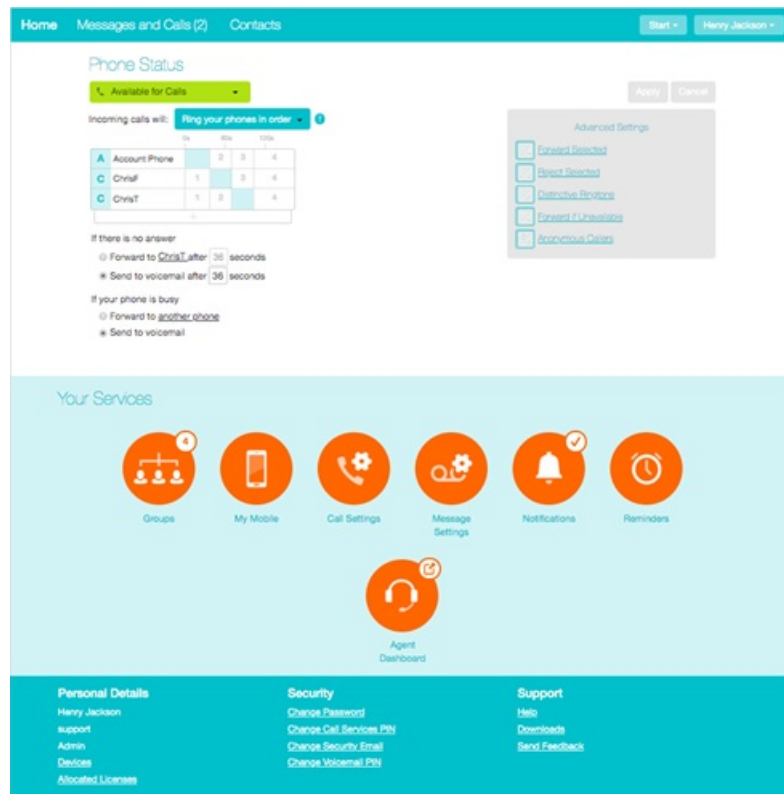 Home Messages and Calls (2) Contacts Start Henry Jackson
Phone Status
Available for Calls
Apply Cancel
Incoming calls will: Ring your phones in order ?
Advanced Settings
0s 60s 120s
A Account Phone 2 3 4
C ChrisF 1 3 4
C ChrisT 1 2 4
+
Forward Selected
Reject Selected
Distinctive Ringtone
Forward if Unavailable
Anonymous Callers
If there is no answer
Forward to ChrisT after 36 seconds
Send to voicemail after 36 seconds
If your phone is busy
Forward to another phone
Send to voicemail
Your Services
4
Groups
My Mobile
Call Settings
Message
Settings
Notifications
Reminders
Agent
Dashboard
Personal Details
Henry Jackson
support
Admin
Devices
Allocated Licenses
Security
Change Password
Change Call Services PIN
Change Security Email
Change Voicemail PIN
Support
Help
Downloads
Send Feedback